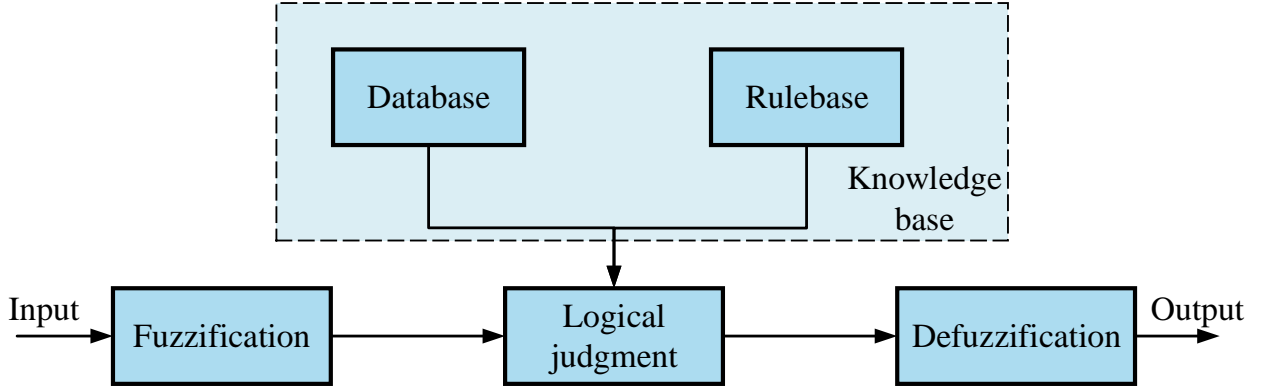 Database
Rulebase
Knowledge
base
Input
Fuzzification
Logical
judgment
Defuzzification
Output